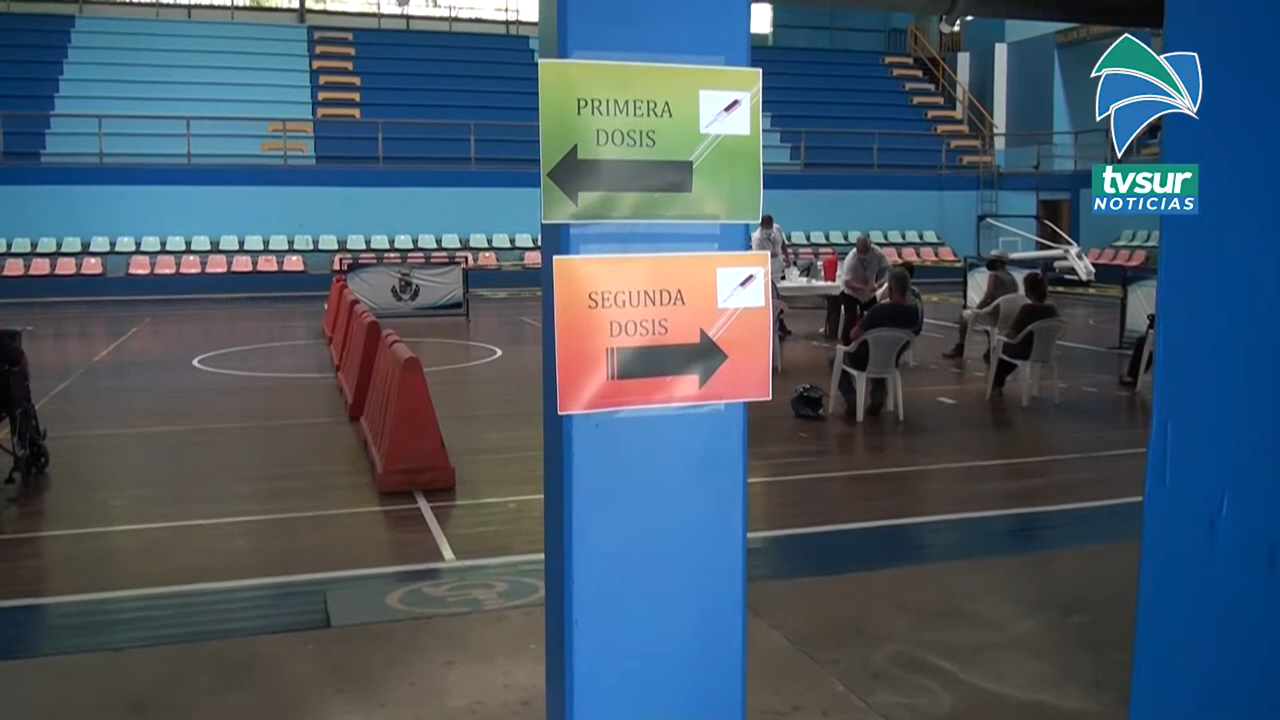 PRIMERA
DOSIS
SEGUNDA
DOSIS
tvsur
NOTICIAS